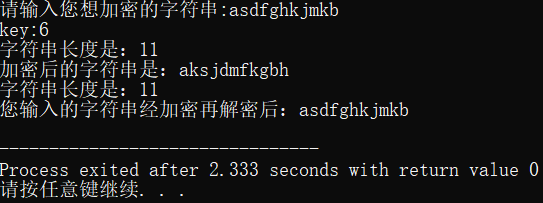 请输入您想加密的字符串:asdfghkjmkb
key:6
字符串长度是：11
加密后的字符串是：aksjdmfkgbh
字符串长度是：11
您输入的字符串经加密再解密后：asdfghkjmkb
--------------------------------
Process exited after 2.333 seconds with return value 0
请按任意键继续. . .